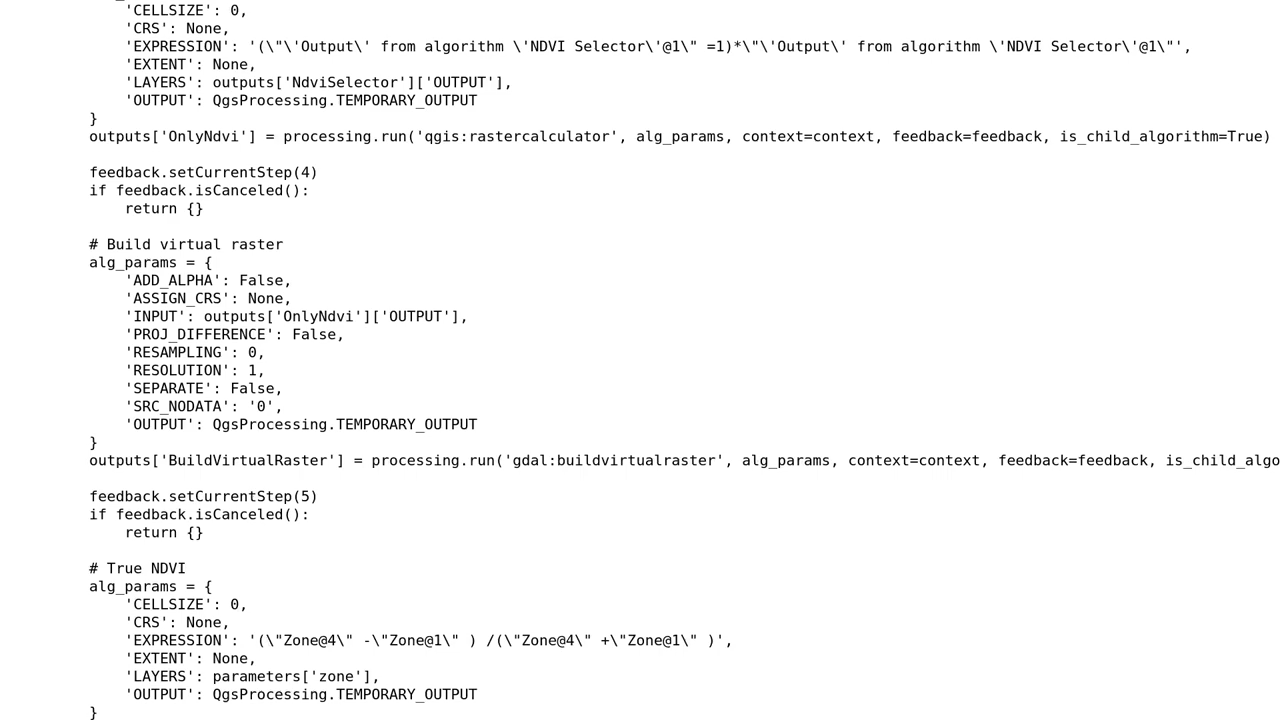 'CELLSIZE': 0,
'CRS': None,
'EXPRESSION': '(\"\'Output\' from algorithm \'NDVI Selector\'@1\" =1)*\"\'Output\' from algorithm \'NDVI Selector\'@1\"',
'EXTENT': None,
'LAYERS': outputs['NdviSelector']['OUTPUT'],
'OUTPUT': QgsProcessing.TEMPORARY_OUTPUT
}
outputs['OnlyNdvi'] = processing.run('qgis:rastercalculator', alg_params, context=context, feedback=feedback, is_child_algorithm=True)
feedback.setCurrentStep(4)
if feedback.isCanceled():
return {}
# Build virtual raster
alg_params = {
'ADD_ALPHA': False,
'ASSIGN_CRS': None,
'INPUT': outputs['OnlyNdvi']['OUTPUT'],
'PROJ_DIFFERENCE': False,
'RESAMPLING': 0,
'RESOLUTION': 1,
'SEPARATE': False,
'SRC_NODATA': '0',
'OUTPUT': QgsProcessing.TEMPORARY_OUTPUT
}
outputs['BuildVirtualRaster'] = processing.run('gdal:buildvirtualraster', alg_params, context=context, feedback=feedback, is_child_algo
feedback.setCurrentStep(5)
if feedback.isCanceled():
return {}
# True NDVI
alg_params = {
'CELLSIZE': 0,
'CRS': None,
'EXPRESSION': '(\"Zone@4\" -\"Zone@1\" ) /(\"Zone@4\" +\"Zone@1\" )',
'EXTENT': None,
'LAYERS': parameters['zone'],
'OUTPUT': QgsProcessing.TEMPORARY_OUTPUT
}